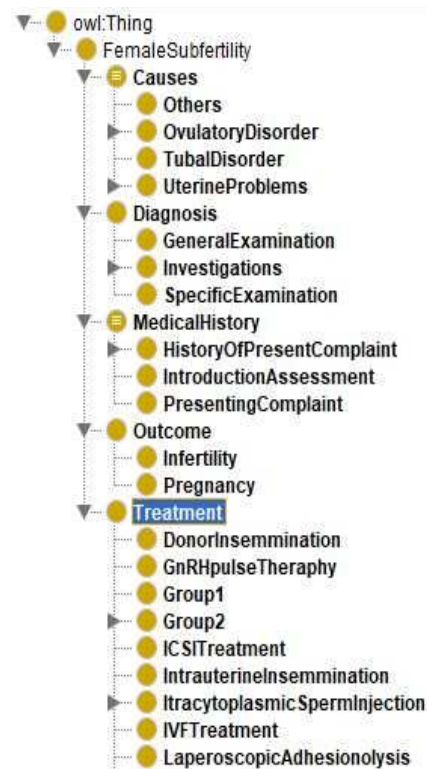 owl:Thing
FemaleSubfertility
Causes
Others
OvulatoryDisorder
TubalDisorder
UterineProblems
Diagnosis
GeneralExamination
Investigations
SpecificExamination
MedicalHistory
HistoryOfPresentComplaint
IntroductionAssessment
PresentingComplaint
Outcome
Infertility
Pregnancy
Treatment
DonorInsemmination
GnRHpulseTheraphy
Group1
Group2
ICSITreatment
IntrauterineInsemmination
ItracytoplasmicSpermInjection
IVFTreatment
LaperoscopicAdhesionolysis